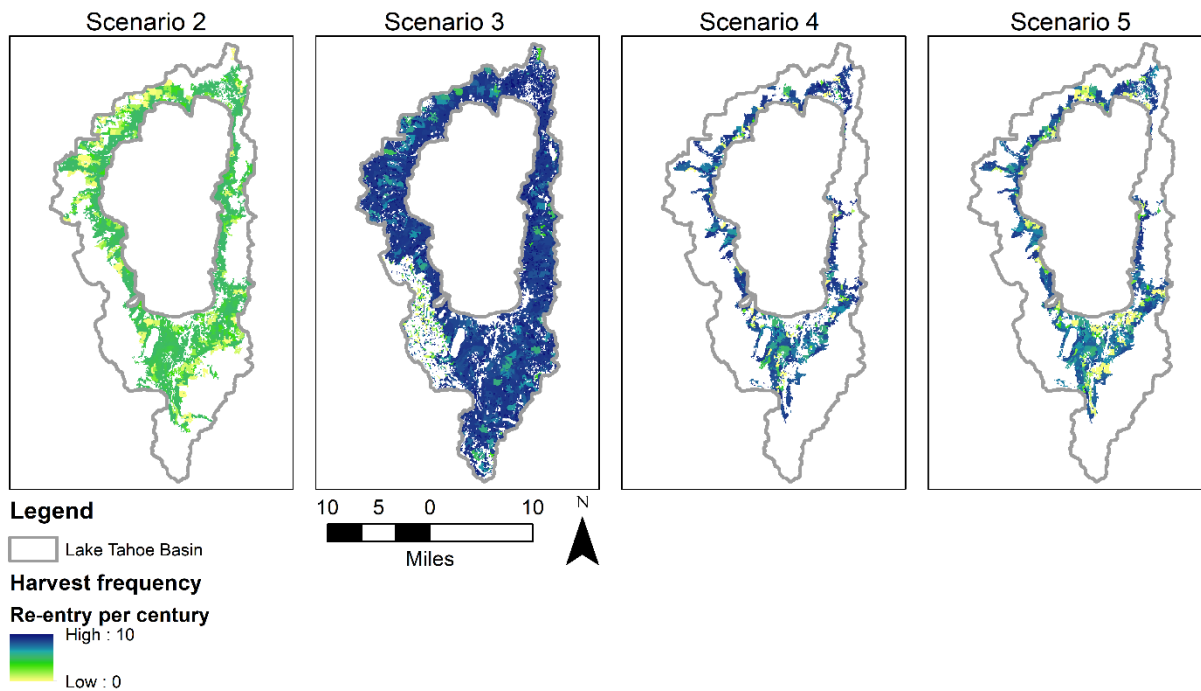 Scenario 2
Scenario 3
Scenario 4
Scenario 5
Legend
Lake Tahoe Basin
Harvest frequency
Re-entry per century
High : 10
Low : 0
10 5 0 10
Miles
N